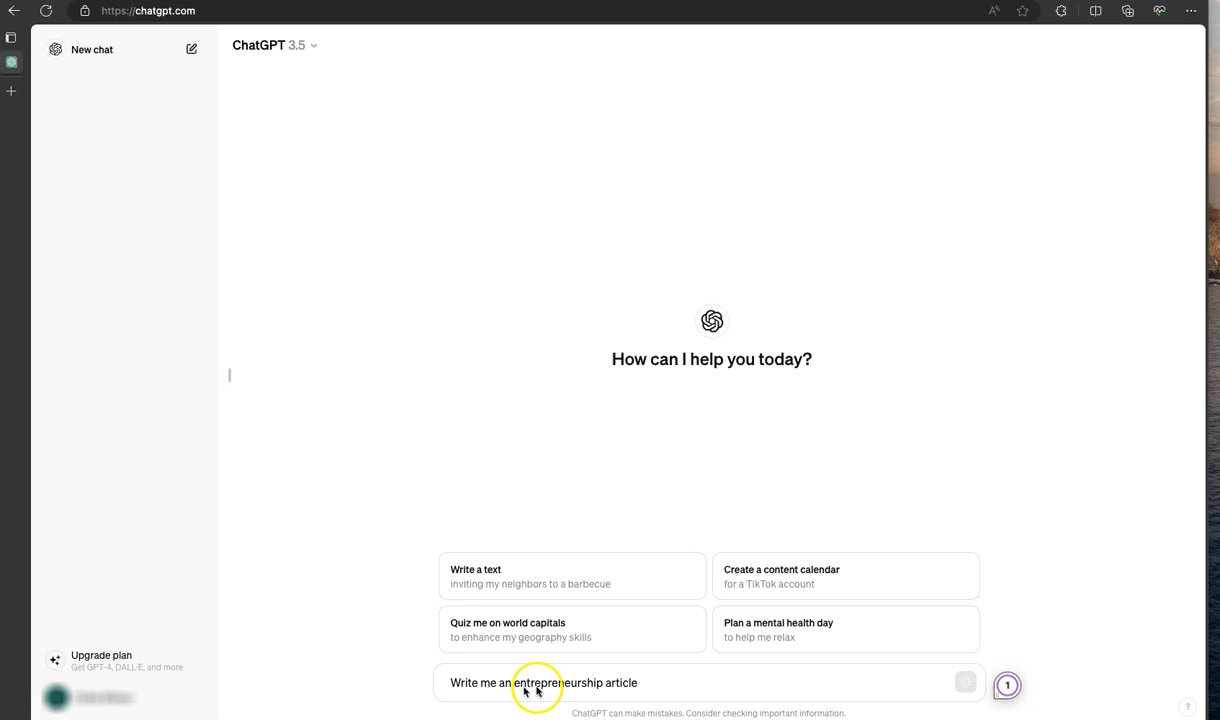 https://chatgpt.com
New chat
ChatGPT 3.5
How can I help you today?
Write a text
inviting my neighbors to a barbecue
Create a content calendar
for a TikTok account
Quiz me on world capitals
to enhance my geography skills
Plan a mental health day
to help me relax
Upgrade plan
Get GPT-4, DALL·E, and more
Write me an entrepreneurship article
1
ChatGPT can make mistakes. Consider checking important information.
?